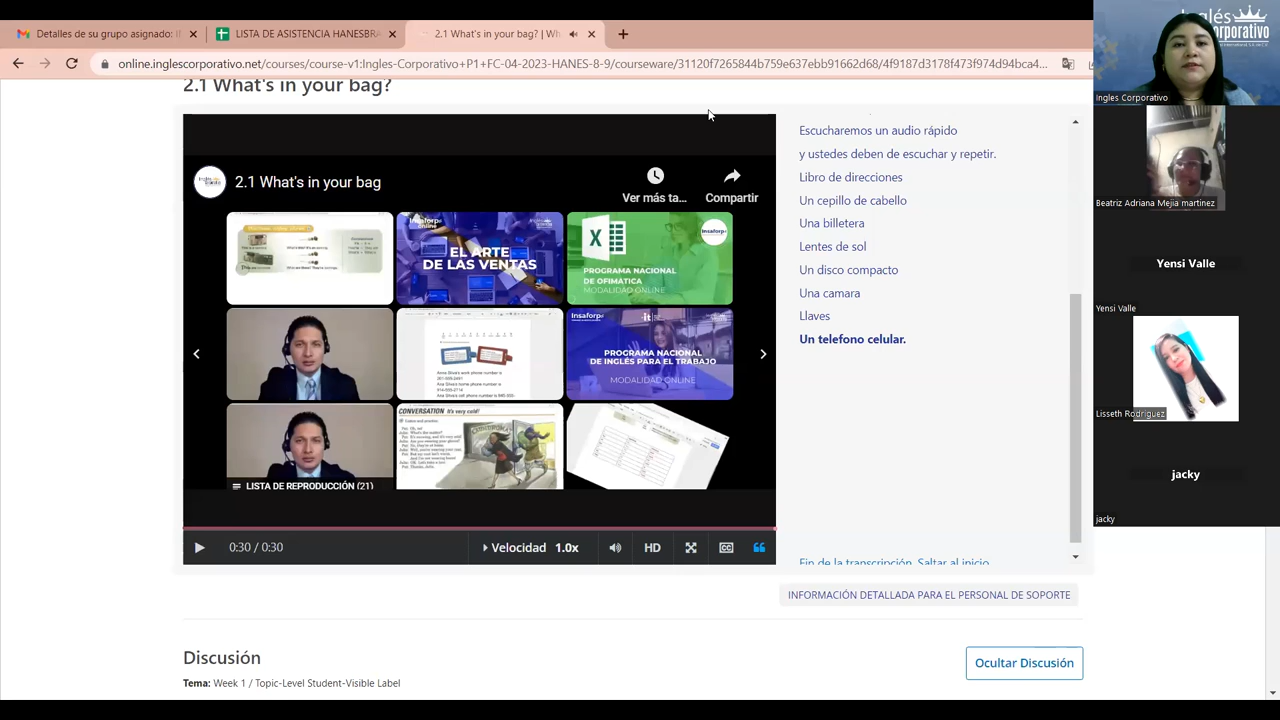 Detalles de su grupo asignado: I
LISTA DE ASISTENCIA HANESBRA
2.1 What's in your bag? | Wh
online.inglescorporativo.net/courses/course-v1:Ingles-Corporativo+P1+FC-04-2023-HANES-8-9/courseware/31120f7265844b759e637ebb91662d68/4f9187d3178f473f974d94bca4...
2.1 What's in your bag?
2.1 What's in your bag
Ver más ta...
Compartir
EL ARTE
DE LAS VENTAS
Insaforp
PROGRAMA NACIONAL
DE OFIMATICA
MODALIDAD ONLINE
Insaforp
PROGRAMA NACIONAL
DE INGLÉS PARA EL TRABAJO
MODALIDAD ONLINE
CONVERSATION It's very cold!
LISTA DE REPRODUCCIÓN (21)
0:30 / 0:30
Velocidad 1.0x
HD
Escucharemos un audio rápido
y ustedes deben de escuchar y repetir.
Libro de direcciones
Un cepillo de cabello
Una billetera
Lentes de sol
Un disco compacto
Una camara
Llaves
Un telefono celular.
Fin de la transcripción. Saltar al inicio
INFORMACIÓN DETALLADA PARA EL PERSONAL DE SOPORTE
Discusión
Tema: Week 1 / Topic-Level Student-Visible Label
Ocultar Discusión
Ingles Corporativo
Beatriz Adriana Mejia martinez
Yensi Valle
Yensi Valle
Lisseth Rodriguez
jacky
jacky